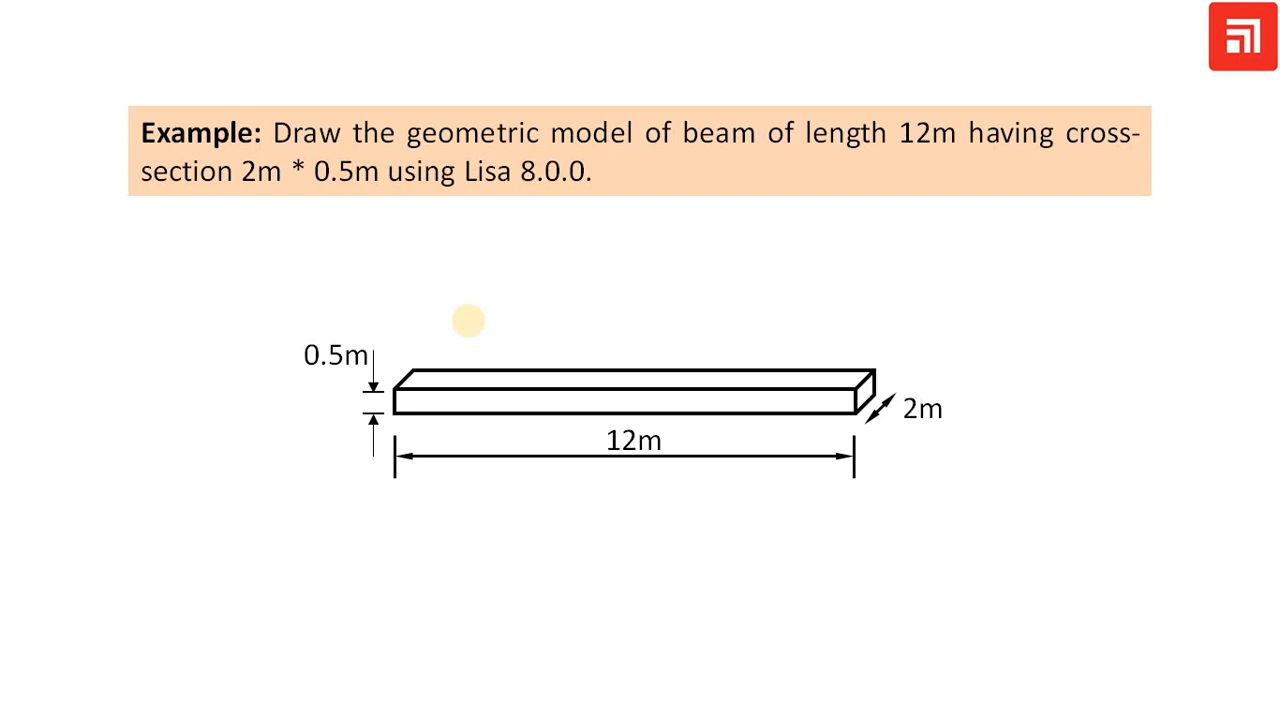 Example: Draw the geometric model of beam of length 12m having cross-
section 2m * 0.5m using Lisa 8.0.0.
0.5m
2m
12m